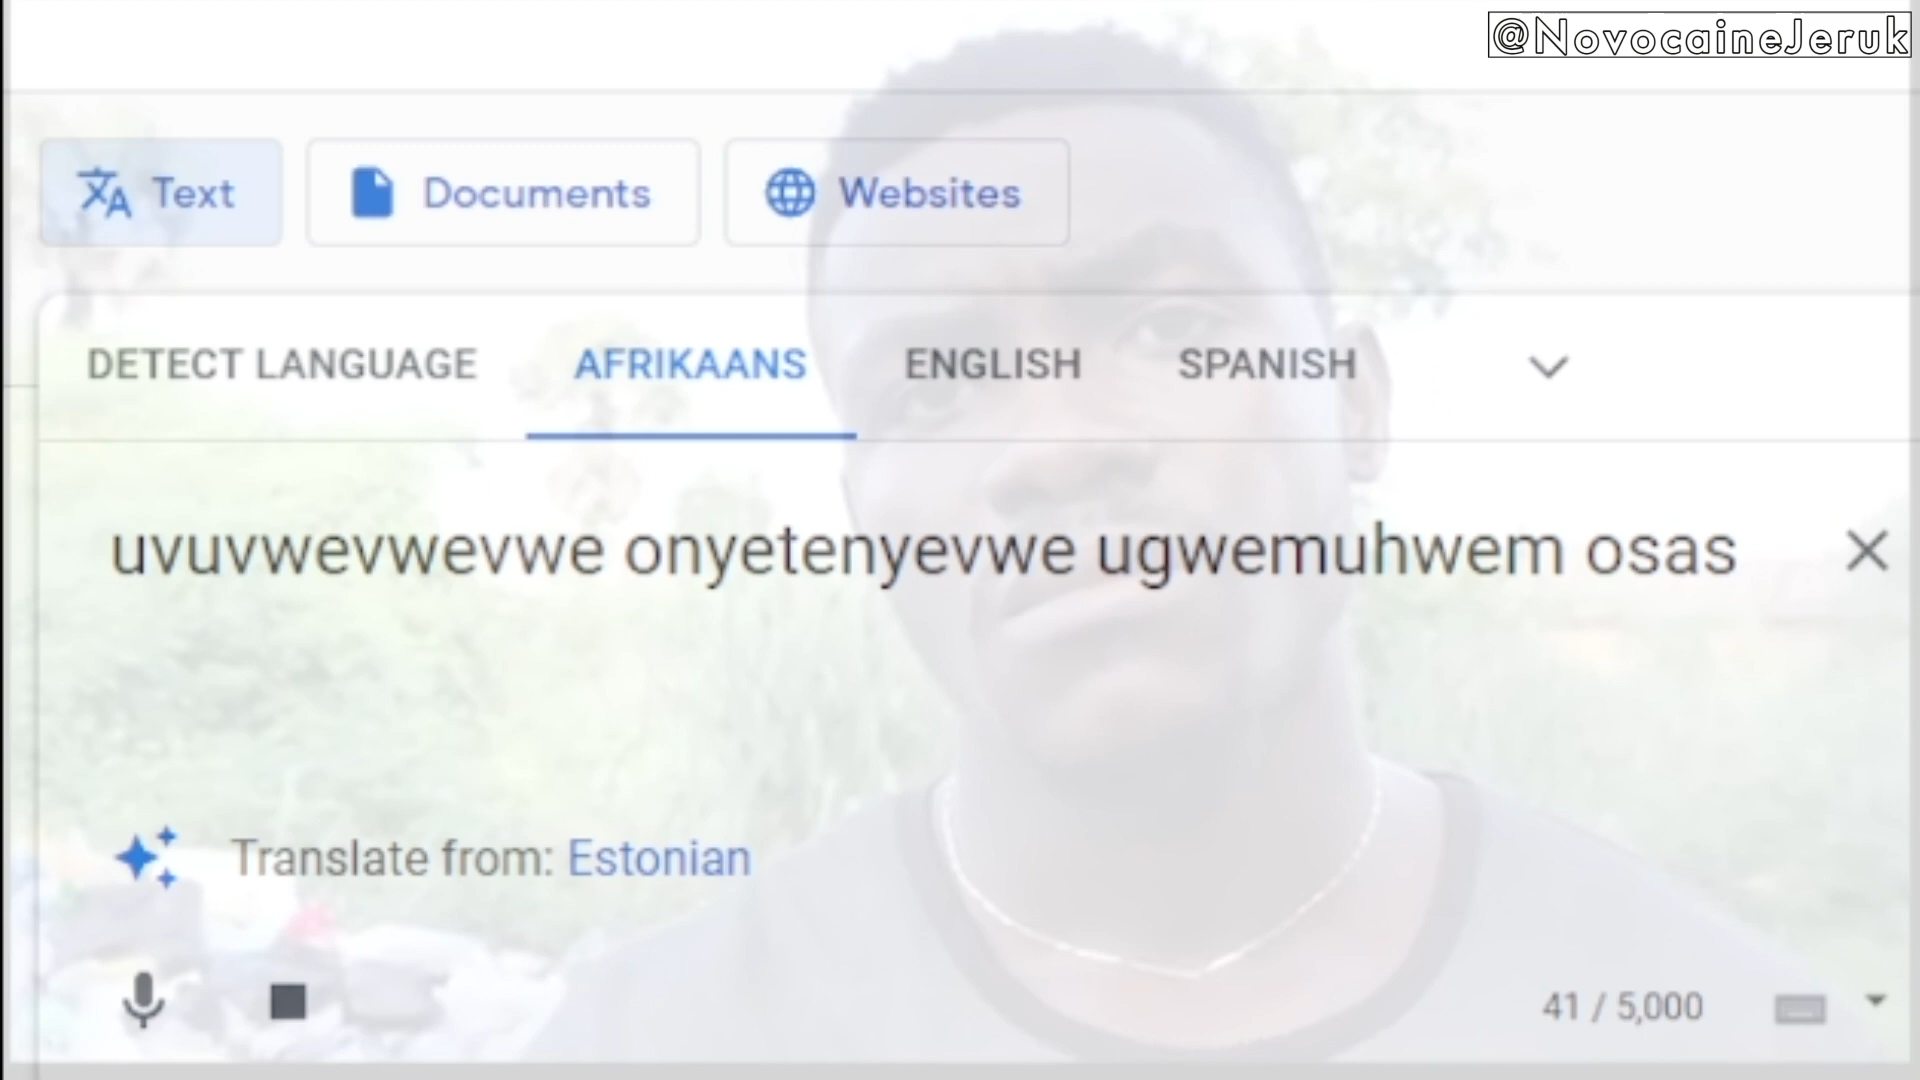 @NovocaineJeruk
Text Documents Websites
DETECT LANGUAGE AFRIKAANS ENGLISH SPANISH
uvuvwevwevwe onyetenyevwe ugwemuhwem osas
Translate from: Estonian
41 / 5,000